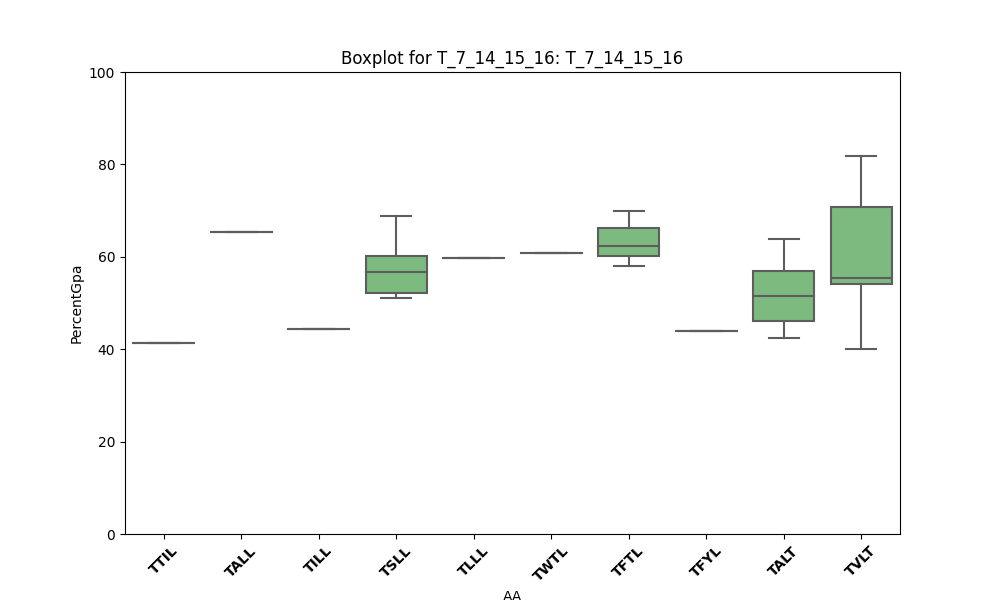 Boxplot for T_7_14_15_16: T_7_14_15_16
100
80
60
40
20
0
PercentGpa
TTIL
TALL
TILL
TSLL
TLLL
TWTL
TFTL
TFYL
TALT
TVLT
AA